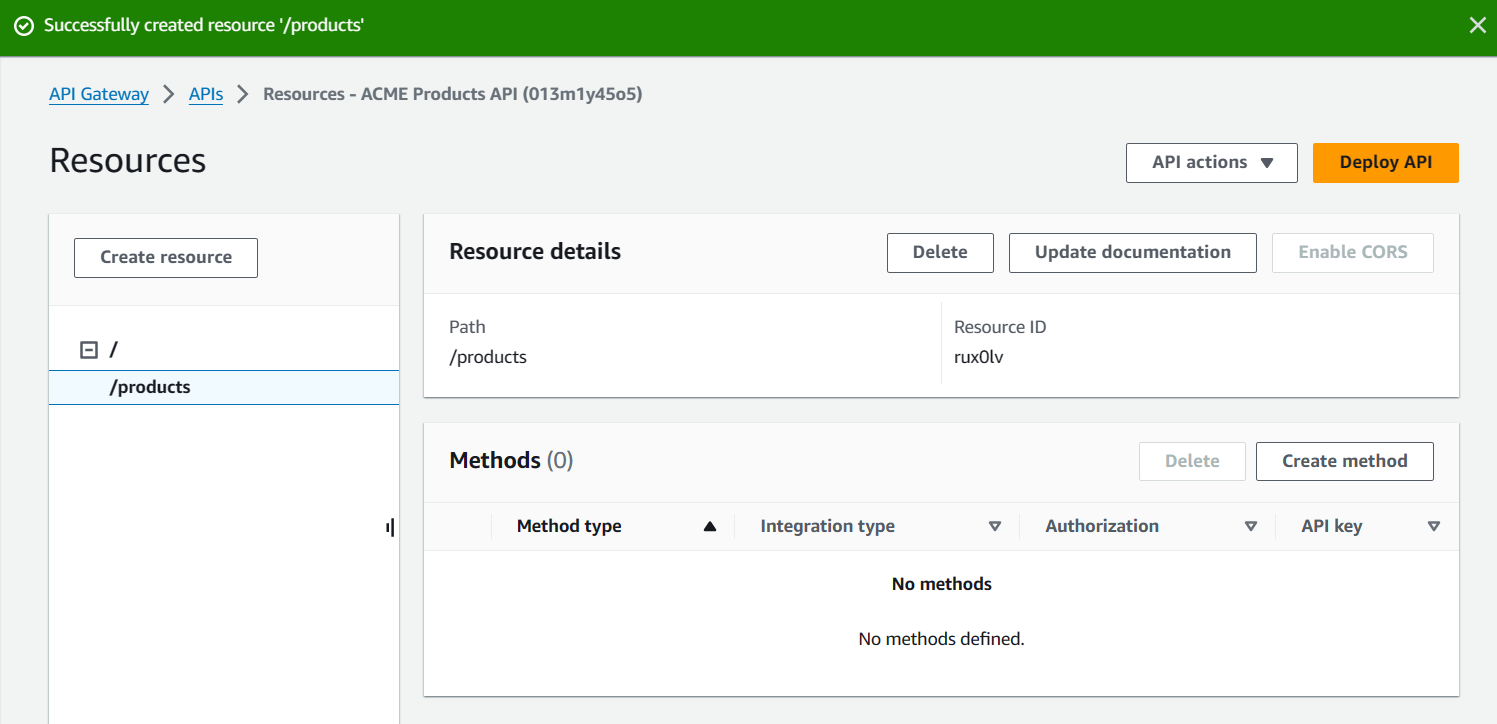 Successfully created resource '/products'
API Gateway > APIs > Resources - ACME Products API (013m1y45o5)
Resources
API actions
Deploy API
Create resource
/
/products
Resource details
Delete
Update documentation
Enable CORS
Path
/products
Resource ID
rux0lv
Methods (0)
Delete
Create method
Method type
Integration type
Authorization
API key
No methods
No methods defined.